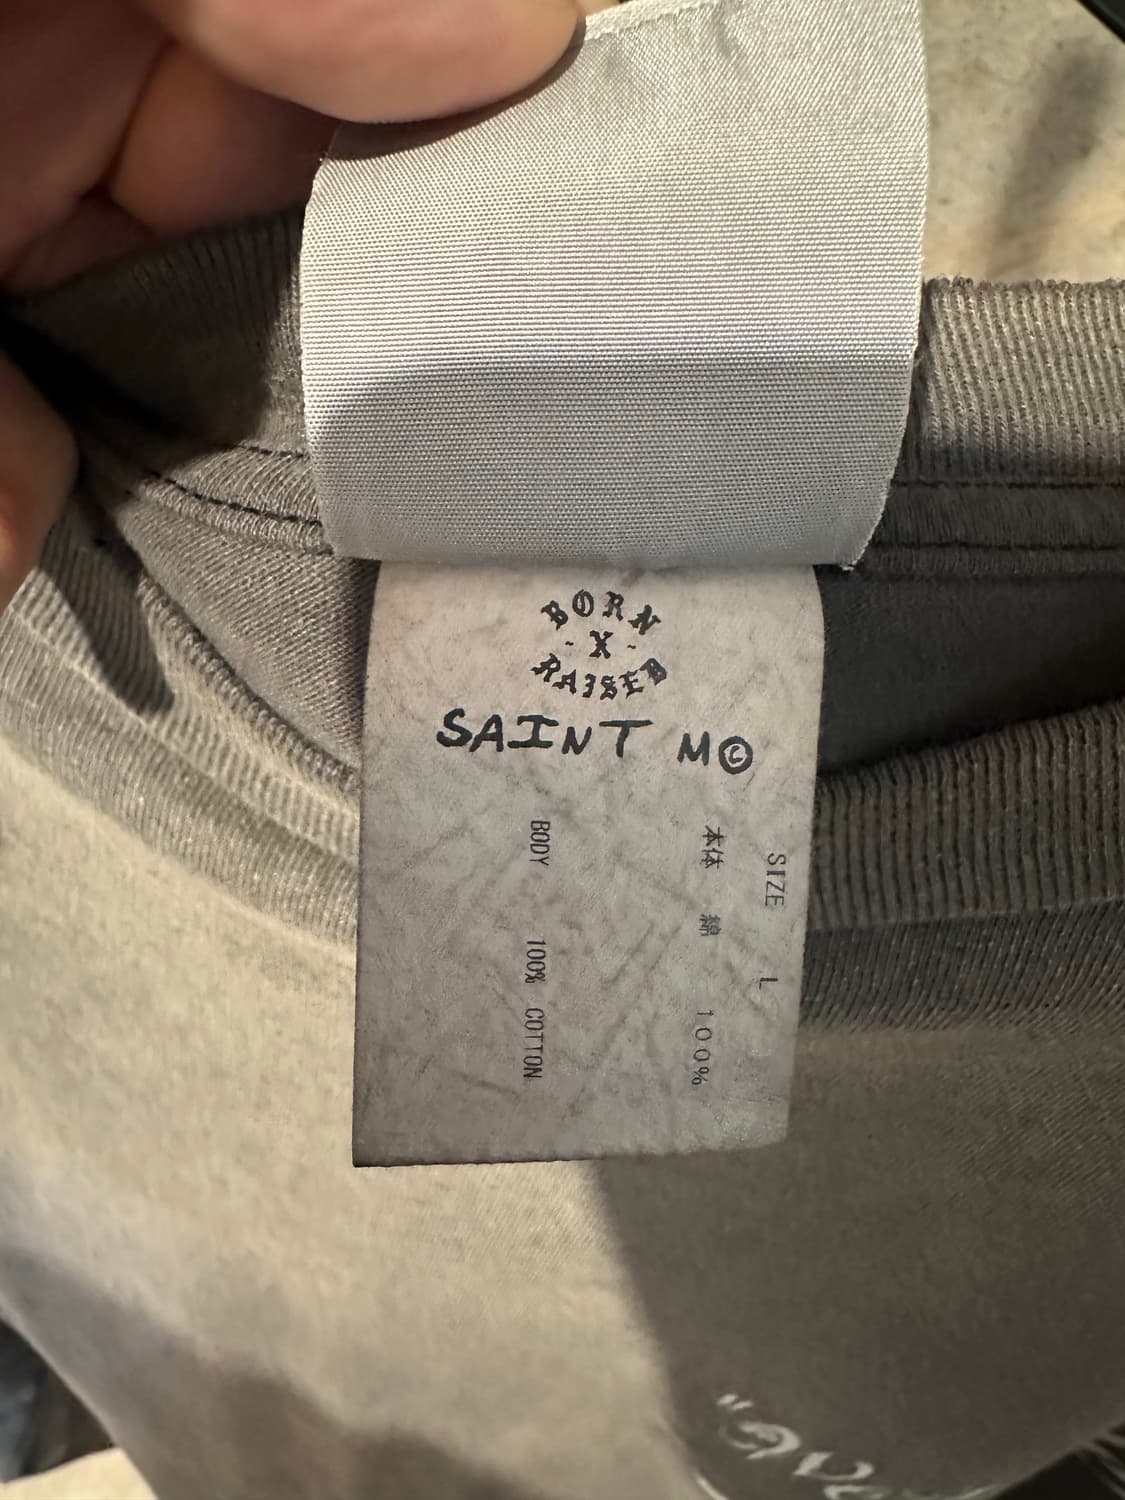 BORN
- X -
RAISED
SAINT M©
SIZE L
本体 綿 100%
BODY 100% COTTON